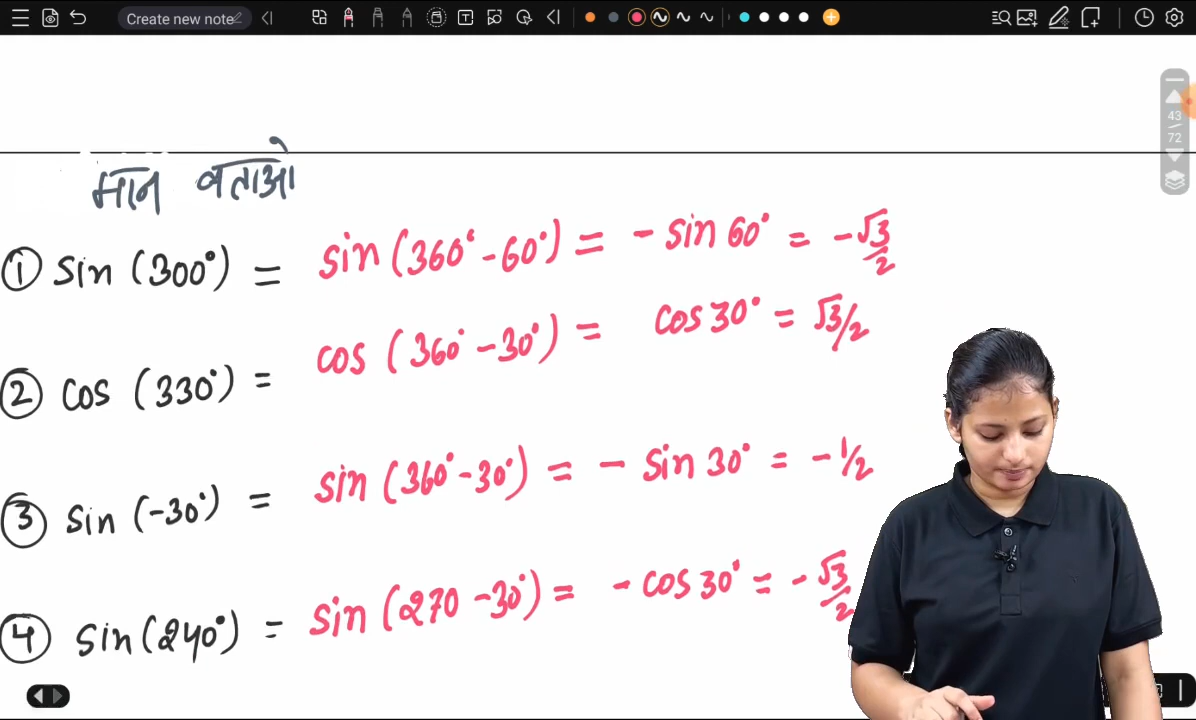 Create new note
43
72
मान बताओ
① sin (300°) = sin (360° - 60°) = - sin 60° = - √3/2
② cos (330°) = cos (360° - 30°) = cos 30° = √3/2
③ sin (-30°) = sin (360° - 30°) = - sin 30° = - 1/2
④ sin (240°) = sin (270 - 30°) = - cos 30° = - √3/2